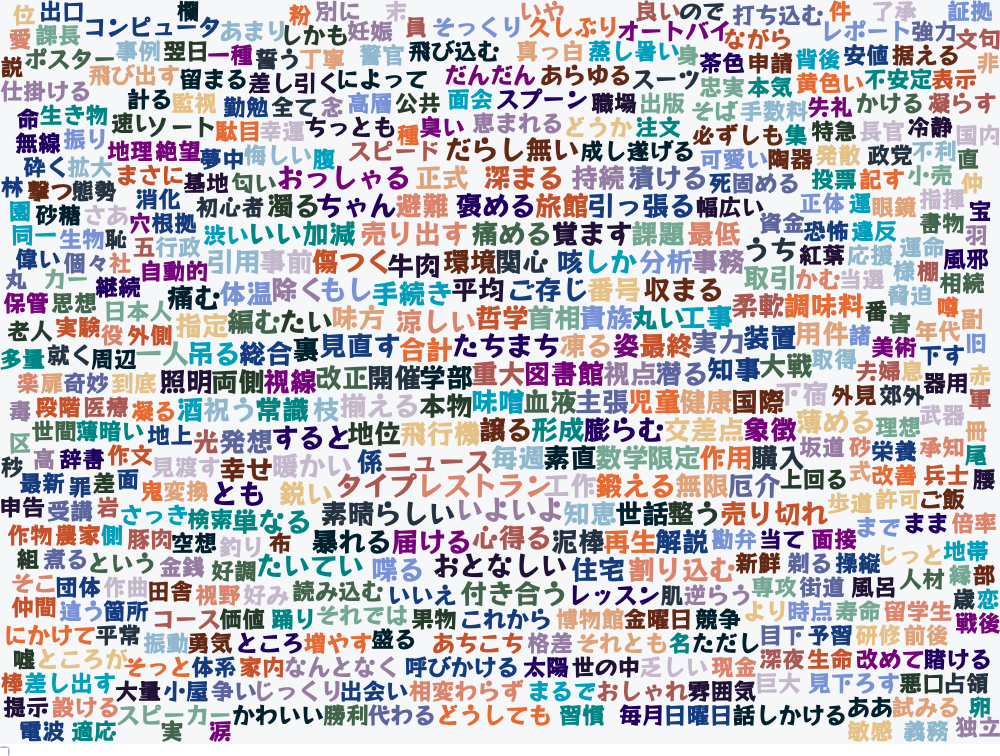 位 出口 コンピュータ 欄 あまり 粉 別に 末 員 そっくり いや 久しぶり 良い ので 打ち込む 件 了承 証拠
愛 課長 しかも 妊娠 オートバイ ながら レポート 強力 文句
説 ポスター 事例 翌日 一種 誓う 丁寧 警官 飛び込む 真っ白 蒸し暑い 身 茶色 申請 背後 安値 据える 非
仕掛ける 飛び出す 留まる 差し引く によって だんだん あらゆる スーツ 忠実 本気 黄色い 不安定 表示
命 生き物 計る 監視 勤勉 全て 念 高層 公共 面会 スプーン 職場 出版 そば 手数料 失礼 かける 凝らす
無線 振り 速い ソート 駄目 幸運 ちっとも 種 臭い 恵まれる どうか 注文 必ずしも 集 特急 長官 冷静 国内
砕く 拡大 地理 絶望 夢中 悔しい 腹 スピード だらし無い 成し遂げる 可愛い 陶器 発散 政党 不利 直
林 撃つ 態勢 まさに 基地 匂い おっしゃる 正式 深まる 持続 漬ける 死 固める 投票 記す 小売 仲
園 砂糖 さあ 消化 初心者 濁る ちゃん 避難 褒める 旅館 引っ張る 幅広い 正体 運 眼鏡 指揮 宝
同一 生物 恥 穴 根拠 渋い いい加減 売り出す 痛める 覚ます 課題 最低 資金 恐怖 違反 書物 羽
偉い 個々 社 五 行政 引用 事前 傷つく 牛肉 環境 関心 咳 しか 分析 事務 うち 紅葉 応援 運命 風邪
丸 カー 継続 自動的 痛む 体温 除く もし 手続き 平均 ご存じ 番号 収まる 取引 かむ 当選 様 棚 相続
保管 思想 日本人 脅迫 噂
老人 実験 役 外側 指定 編む たい 味方 涼しい 哲学 首相 貴族 丸い 工事 柔軟 調味料 番 害 年代 副
多量 就く 周辺 一人 吊る 総合 裏 見直す 合計 たちまち 凍る 姿 最終 実力 装置 用件 諸 美術 下す 旧
楽 扉 奇妙 到底 照明 両側 視線 改正 開催 学部 重大 図書館 視点 潜る 知事 大戦 取得 夫婦 息 器用 赤
毒 段階 医療 凝る 酒 祝う 常識 枝 揃える 本物 味噌 血液 主張 児童 健康 国際 下宿 外見 郊外 武器 軍
区 世間 薄暗い 地上 光 発想 すると 地位 飛行機 譲る 形成 膨らむ 交差点 象徴 薄める 理想 冊
秒 高 辞書 作文 見渡す 幸せ 暖かい 係 ニュース 毎週 素直 数学 限定 作用 購入 坂道 砂 栄養 承知 尾
最新 罪 差 面 鬼 変換 とも 鋭い タイプ レストラン 工作 鍛える 無限 厄介 上回る 式 改善 兵士 腰
申告 受講 岩 さっき 検索 単なる 素晴らしい いよいよ 知恵 世話 整う 売り切れ 歩道 許可 ご飯
作物 農家 側 豚肉 空想 釣り 布 暴れる 届ける 心得る 泥棒 再生 解説 勘弁 当て 面接 まで まま 倍率
組 煮る という 金銭 好調 たいてい 喋る おとなしい 住宅 割り込む 新鮮 剃る 操縦 じっと 地帯
そこ 団体 作曲 田舎 視野 好み 読み込む いいえ 付き合う レッスン 肌 逆らう 専攻 街道 風呂 人材 緑 部
仲間 違う 箇所 コース 価値 踊り それでは 果物 これから 博物館 金曜日 競争 より 時点 寿命 留学生 歳 恋
にかけて 平常 振動 勇気 ところ 増やす 盛る あちこち 格差 それとも 名 ただし 目下 予習 研修 前後 戦後
嘘 ところが そっと 体系 家内 なんとなく 呼びかける 太陽 世の中 乏しい 現金 深夜 生命 改めて 賭ける
棒 差し出す 大量 小屋 争い じっくり 出会い 相変わらず まるで おしゃれ 雰囲気 巨大 見下ろす 悪口 占領
提示 設ける スピーカー かわいい 勝利 代わる どうしても 習慣 毎月 日曜日 話しかける ああ 試みる 卵
電波 適応 実 涙 敏感 義務 独立